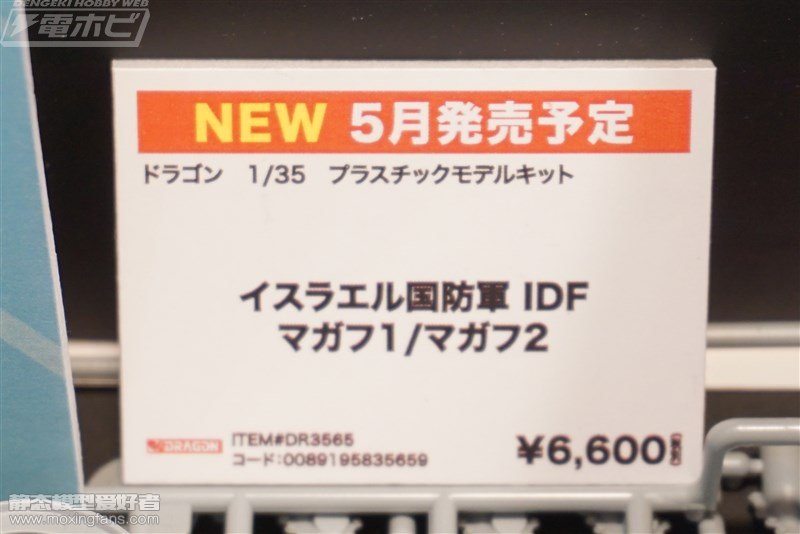 DENGEKI HOBBY WEB
電ホビ
NEW 5月発売予定
ドラゴン 1/35 プラスチックモデルキット
イスラエル国防軍 IDF
マガフ1/マガフ2
DRAGON
ITEM#DR3565
コード:0089195835659
¥6,600
静态模型爱好者
www.moxingfans.com